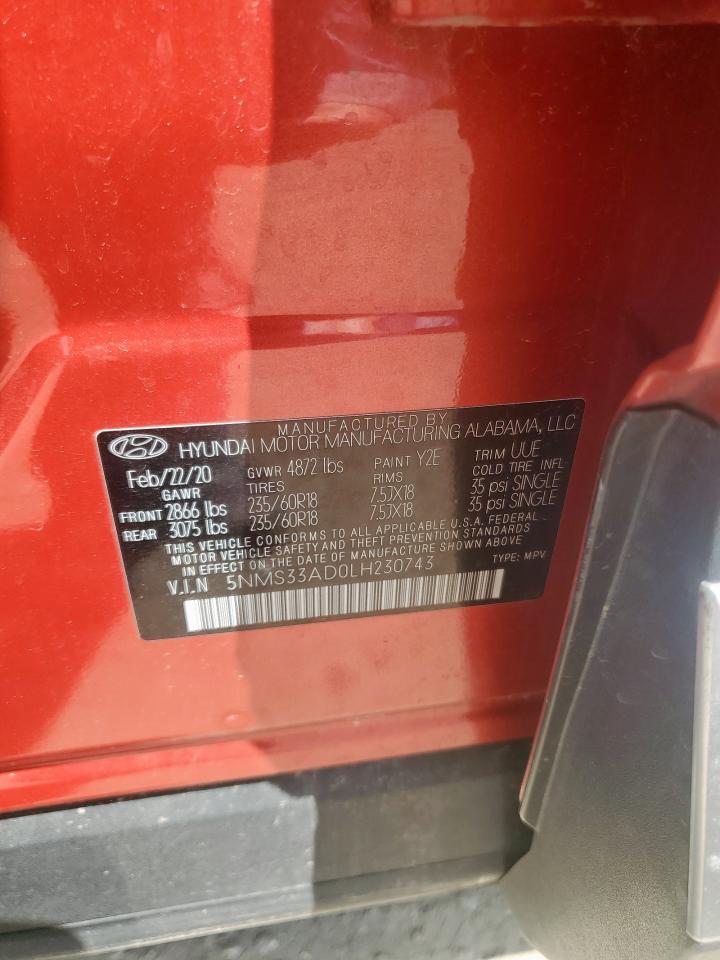 MANUFACTURED BY
HYUNDAI MOTOR MANUFACTURING ALABAMA, LLC
Feb/22/20 GVWR 4872 lbs PAINT Y2E TRIM UUE
GAWR TIRES RIMS COLD TIRE INFL.
FRONT 2866 lbs 235/60R18 7.5JX18 35 psi SINGLE
REAR 3075 lbs 235/60R18 7.5JX18 35 psi SINGLE
THIS VEHICLE CONFORMS TO ALL APPLICABLE U.S.A. FEDERAL
MOTOR VEHICLE SAFETY AND THEFT PREVENTION STANDARDS
IN EFFECT ON THE DATE OF MANUFACTURE SHOWN ABOVE
V.I.N 5NMS33AD0LH230743 TYPE: MPV